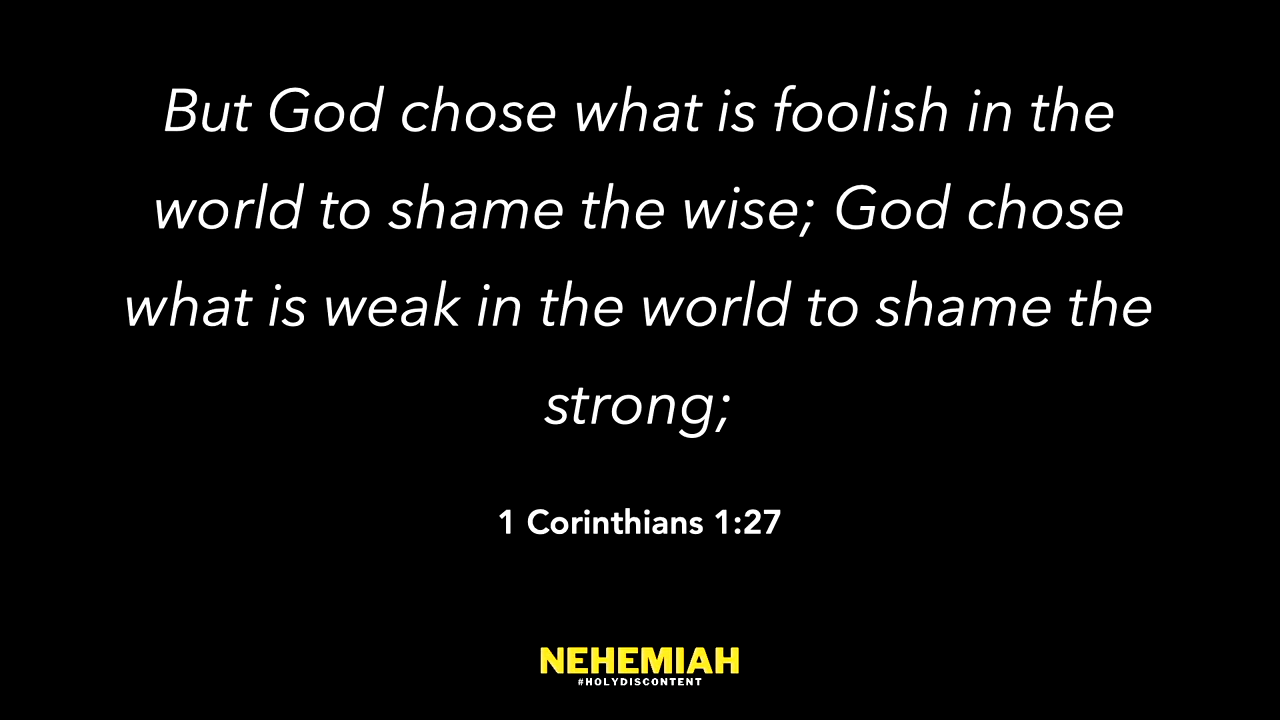 But God chose what is foolish in the
world to shame the wise; God chose
what is weak in the world to shame the
strong;
1 Corinthians 1:27
NEHEMIAH
#HOLYDISCONTENT